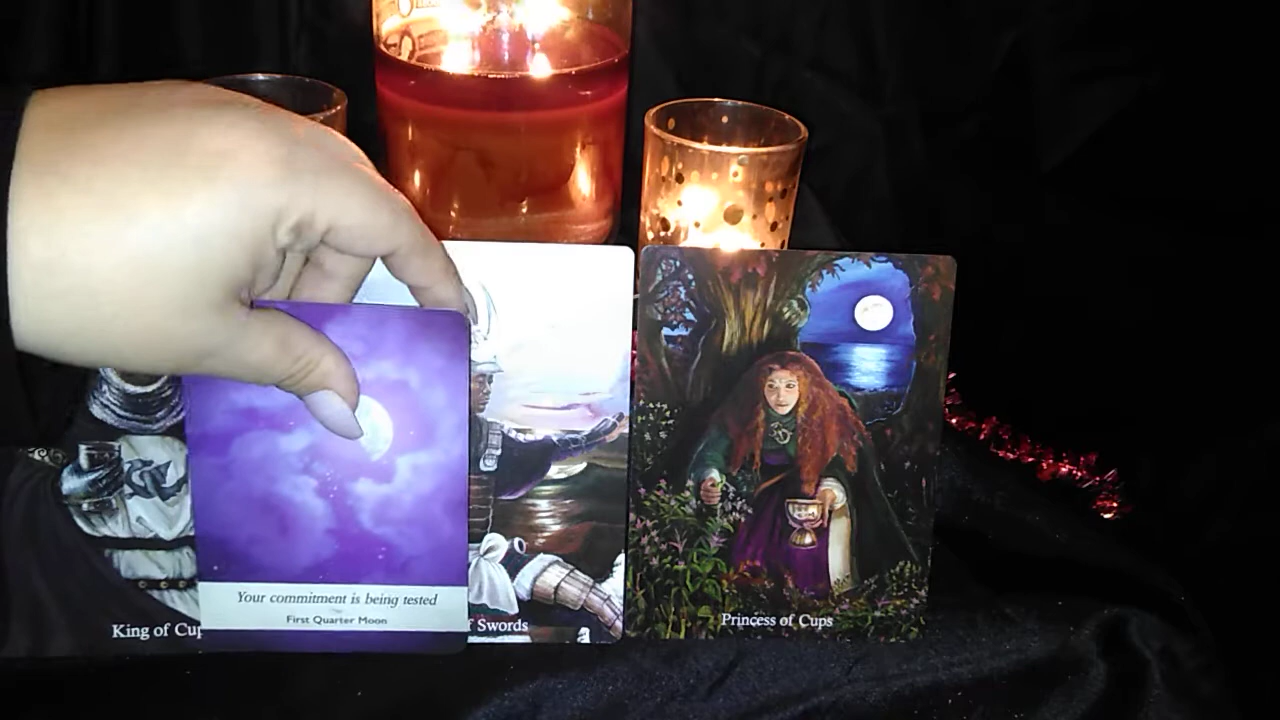 Your commitment is being tested
First Quarter Moon
King of Cup
f Swords
Princess of Cups